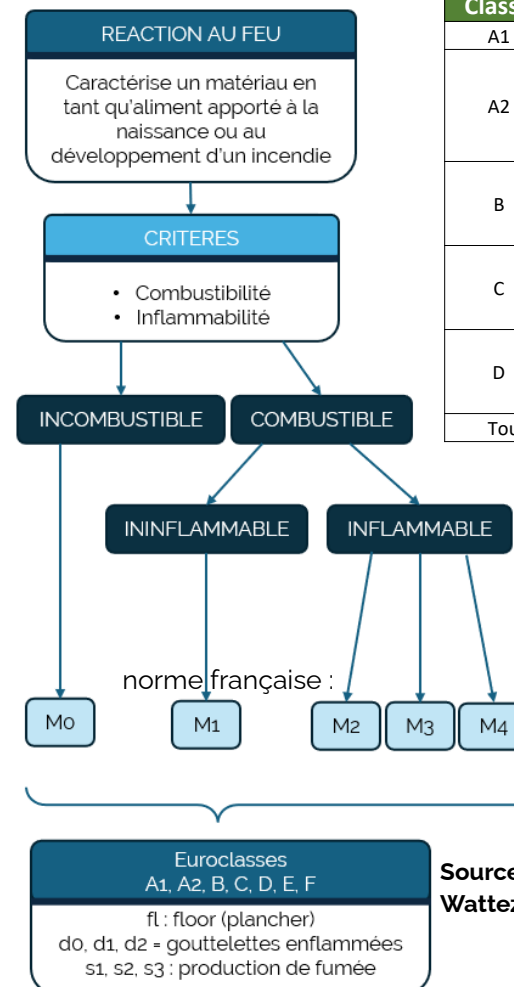 REACTION AU FEU
Caractérise un matériau en
tant qu'aliment apporté à la
naissance ou au
développement d'un incendie
CRITERES
• Combustibilité
• Inflammabilité
INCOMBUSTIBLE
COMBUSTIBLE
ININFLAMMABLE
INFLAMMABLE
norme française :
M0
M1
M2
M3
M4
Euroclasses
A1, A2, B, C, D, E, F
fl : floor (plancher)
d0, d1, d2 = gouttelettes enflammées
s1, s2, s3 : production de fumée
A1
A2
B
C
D